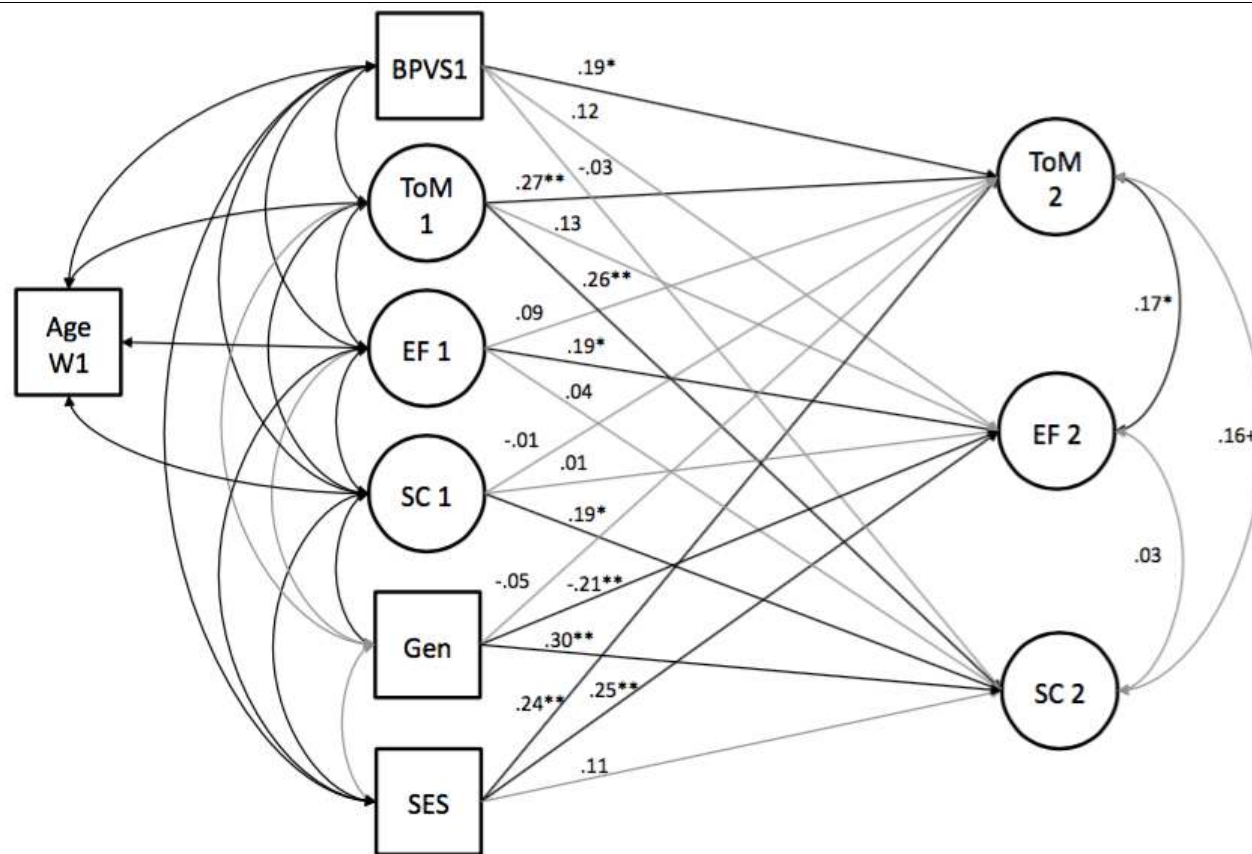 BPVS1
.19*
.12
-.03
ToM
1
.27**
.13
.26**
ToM
2
Age
W1
EF 1
.09
.19*
.04
.17*
EF 2
.16+
SC 1
-.01
.01
.19*
.03
Gen
-.05
-.21**
.30**
SC 2
SES
.24**
.25**
.11